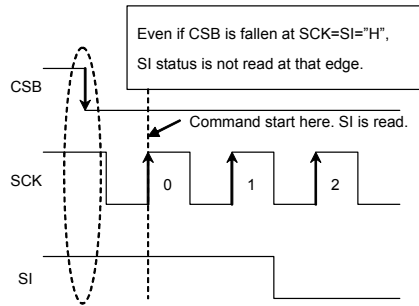 Even if CSB is fallen at SCK=SI=”H”,
SI status is not read at that edge.
CSB
Command start here. SI is read.
SCK
0
1
2
SI